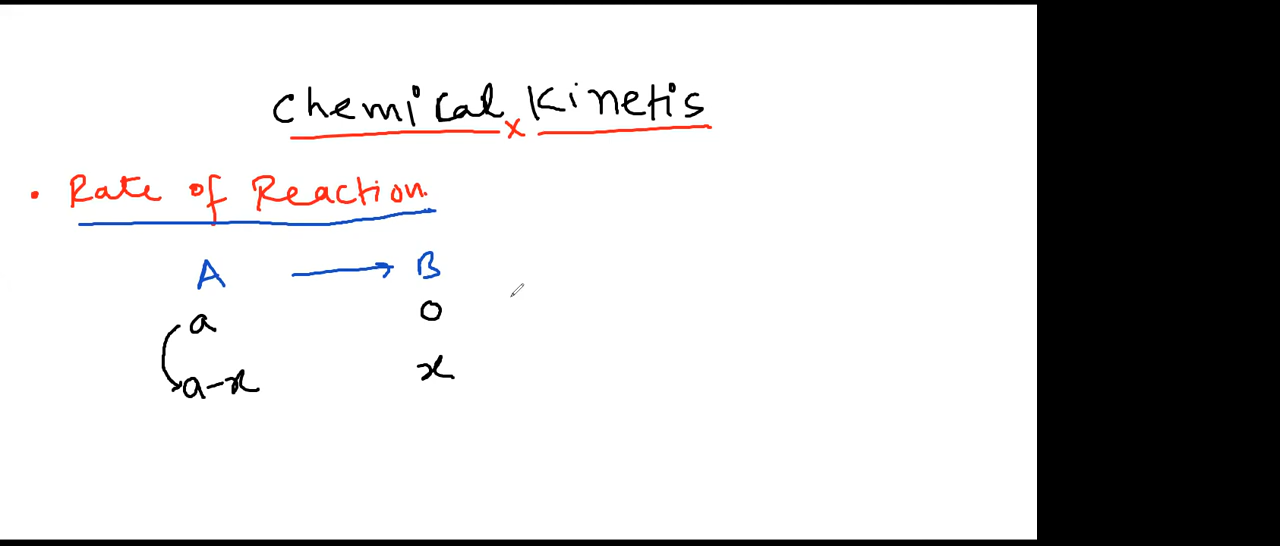 Chemical Kinetis
x
• Rate of Reaction.
A → B
a 0
a-x x